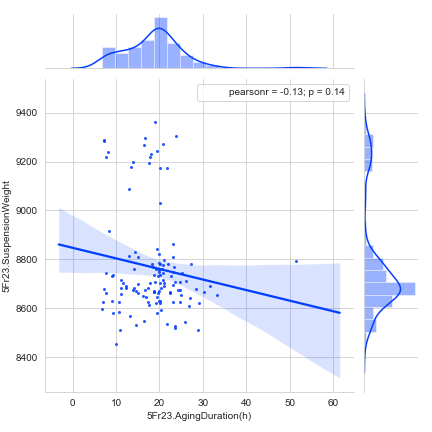 pearsonr = -0.13; p = 0.14
9400
9200
9000
8800
8600
8400
5Fr23.SuspensionWeight
0 10 20 30 40 50 60
5Fr23.AgingDuration(h)